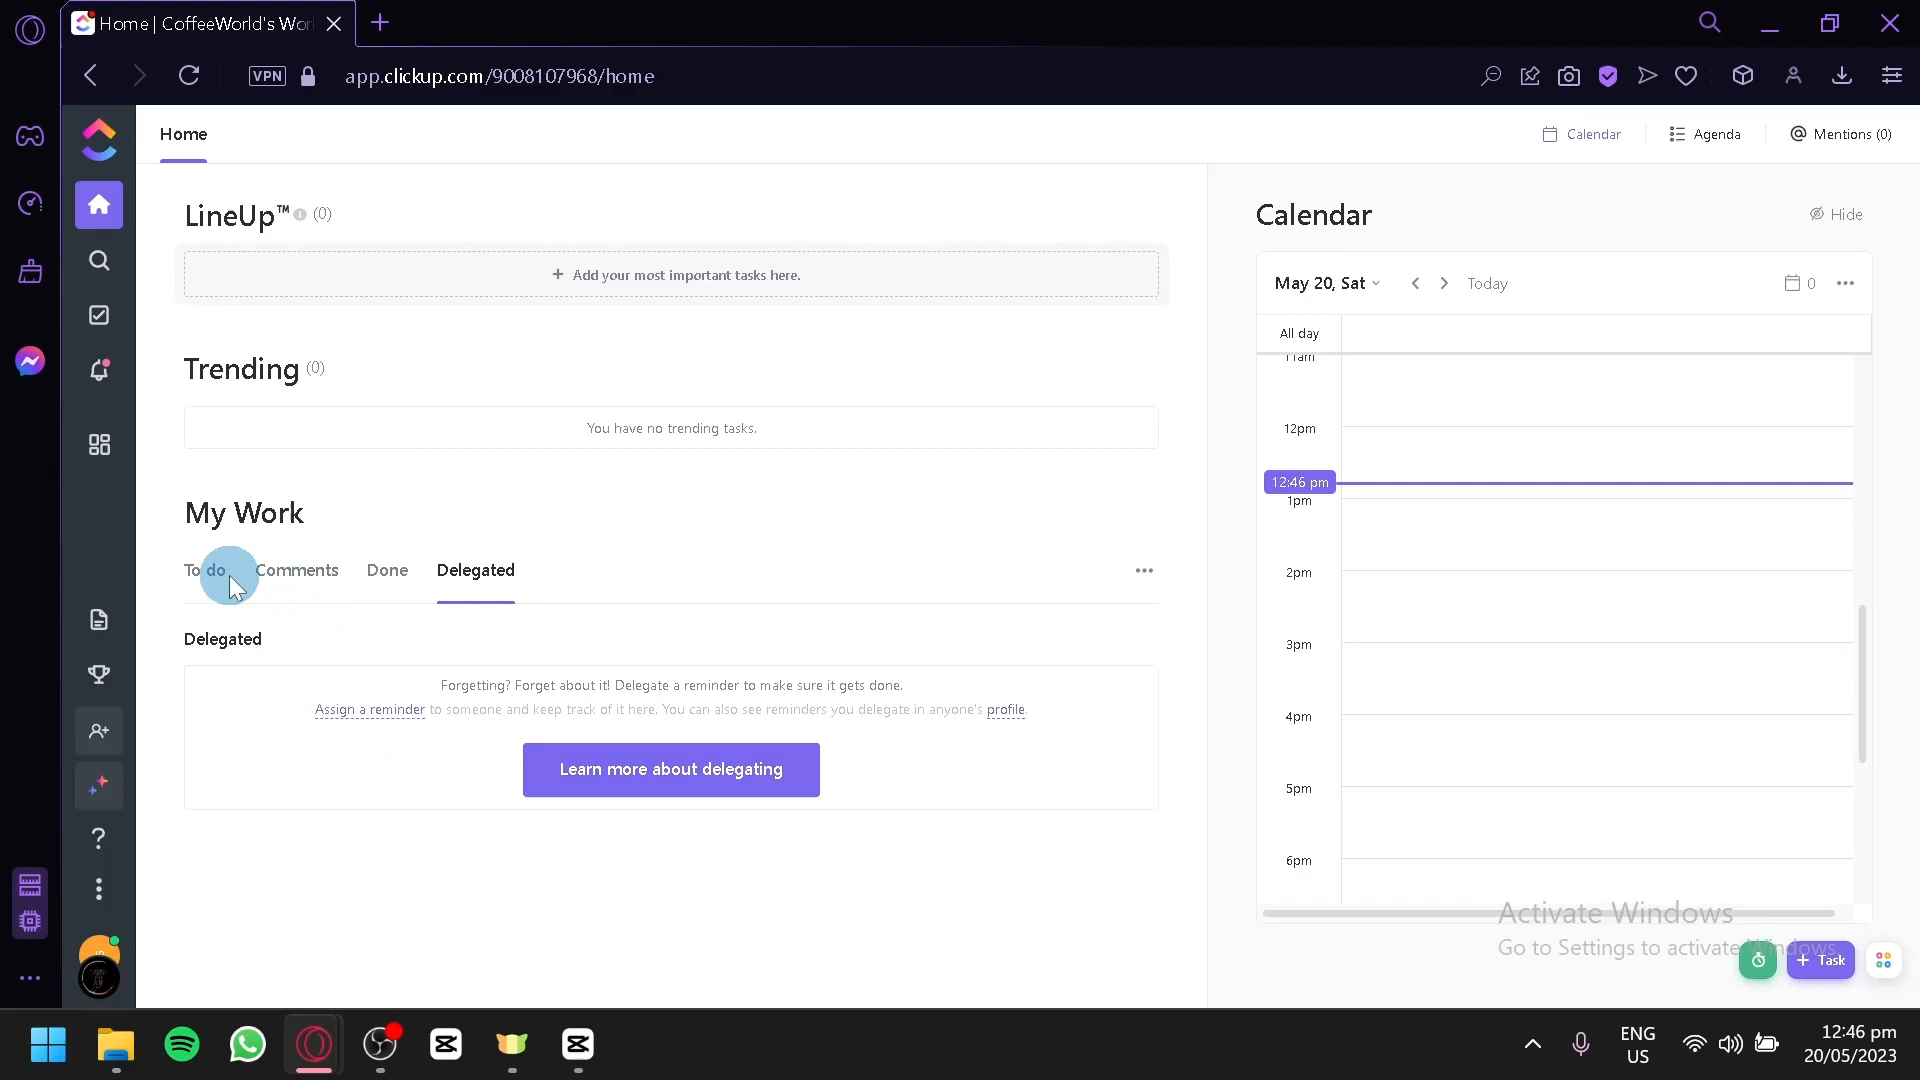 Home | CoffeeWorld's Wor
VPN
app.clickup.com/9008107968/home
Home
Calendar
Agenda
Mentions (0)
LineUp™ (0)
+ Add your most important tasks here.
Trending (0)
You have no trending tasks.
My Work
To do
Comments
Done
Delegated
Delegated
Forgetting? Forget about it! Delegate a reminder to make sure it gets done.
Assign a reminder to someone and keep track of it here. You can also see reminders you delegate in anyone's profile.
Learn more about delegating
Calendar
Hide
May 20, Sat
Today
0
All day
11am
12pm
12:46 pm
1pm
2pm
3pm
4pm
5pm
6pm
Activate Windows
Go to Settings to activate Windows.
+ Task
ENG
US
12:46 pm
20/05/2023